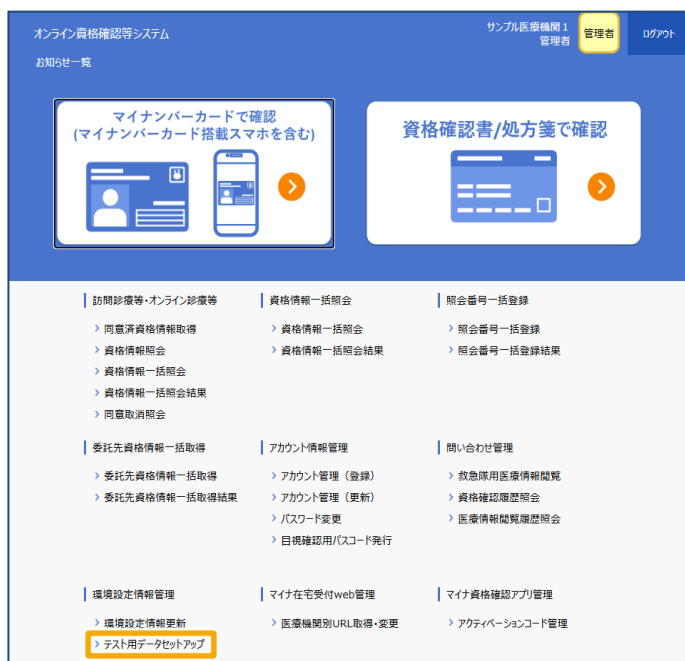 オンライン資格確認等システム
サンプル医療機関1
管理者
管理者
ログアウト
お知らせ一覧
マイナンバーカードで確認
(マイナンバーカード搭載スマホを含む)
資格確認書/処方箋で確認
訪問診療等・オンライン診療等
同意済資格情報取得
資格情報照会
資格情報一括照会
資格情報一括照会結果
同意取消照会
資格情報一括照会
資格情報一括照会
資格情報一括照会結果
照会番号一括登録
照会番号一括登録
照会番号一括登録結果
委託先資格情報一括取得
委託先資格情報一括取得
委託先資格情報一括取得結果
アカウント情報管理
アカウント管理（登録）
アカウント管理（更新）
パスワード変更
目視確認用パスコード発行
問い合わせ管理
救急隊用医療情報閲覧
資格確認履歴照会
医療情報閲覧履歴照会
環境設定情報管理
環境設定情報更新
テスト用データセットアップ
マイナ在宅受付web管理
医療機関別URL取得・変更
マイナ資格確認アプリ管理
アクティベーションコード管理